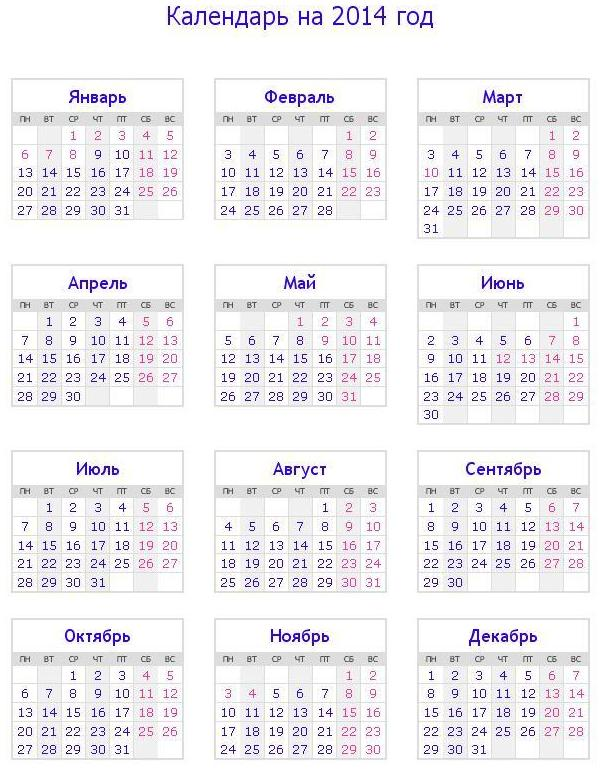 Календарь на 2014 год
Январь Февраль Март
ПН ВТ СР ЧТ ПТ СБ ВС ПН ВТ СР ЧТ ПТ СБ ВС ПН ВТ СР ЧТ ПТ СБ ВС
1 2 3 4 5 1 2 1 2
6 7 8 9 10 11 12 3 4 5 6 7 8 9 3 4 5 6 7 8 9
13 14 15 16 17 18 19 10 11 12 13 14 15 16 10 11 12 13 14 15 16
20 21 22 23 24 25 26 17 18 19 20 21 22 23 17 18 19 20 21 22 23
27 28 29 30 31 24 25 26 27 28 24 25 26 27 28 29 30
31
Апрель Май Июнь
ПН ВТ СР ЧТ ПТ СБ ВС ПН ВТ СР ЧТ ПТ СБ ВС ПН ВТ СР ЧТ ПТ СБ ВС
1 2 3 4 5 6 1 2 3 4 1
7 8 9 10 11 12 13 5 6 7 8 9 10 11 2 3 4 5 6 7 8
14 15 16 17 18 19 20 12 13 14 15 16 17 18 9 10 11 12 13 14 15
21 22 23 24 25 26 27 19 20 21 22 23 24 25 16 17 18 19 20 21 22
28 29 30 26 27 28 29 30 31 23 24 25 26 27 28 29
30
Июль Август Сентябрь
ПН ВТ СР ЧТ ПТ СБ ВС ПН ВТ СР ЧТ ПТ СБ ВС ПН ВТ СР ЧТ ПТ СБ ВС
1 2 3 4 5 6 1 2 3 1 2 3 4 5 6 7
7 8 9 10 11 12 13 4 5 6 7 8 9 10 8 9 10 11 12 13 14
14 15 16 17 18 19 20 11 12 13 14 15 16 17 15 16 17 18 19 20 21
21 22 23 24 25 26 27 18 19 20 21 22 23 24 22 23 24 25 26 27 28
28 29 30 31 25 26 27 28 29 30 31 29 30
Октябрь Ноябрь Декабрь
ПН ВТ СР ЧТ ПТ СБ ВС ПН ВТ СР ЧТ ПТ СБ ВС ПН ВТ СР ЧТ ПТ СБ ВС
1 2 3 4 5 1 2 1 2 3 4 5 6 7
6 7 8 9 10 11 12 3 4 5 6 7 8 9 8 9 10 11 12 13 14
13 14 15 16 17 18 19 10 11 12 13 14 15 16 15 16 17 18 19 20 21
20 21 22 23 24 25 26 17 18 19 20 21 22 23 22 23 24 25 26 27 28
27 28 29 30 31 24 25 26 27 28 29 30 29 30 31